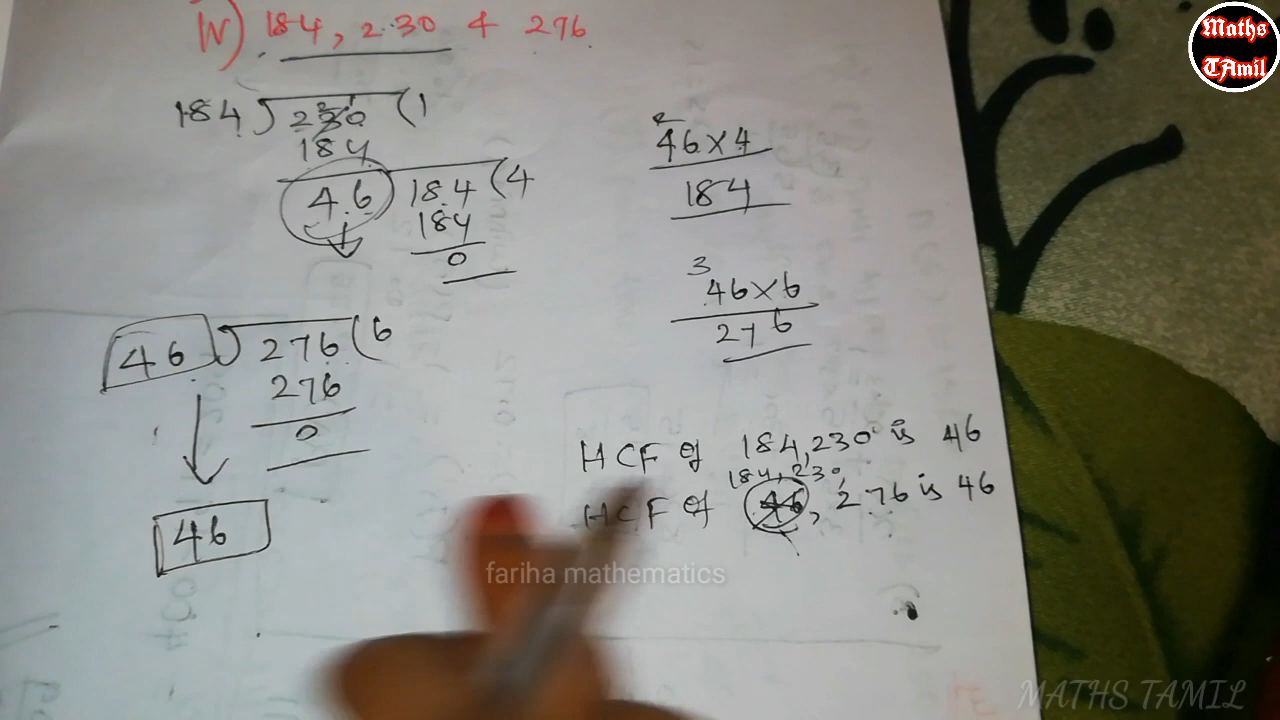 IV) 184, 230 & 276
184) 230 (1
184
46) 184 (4
184
0
2
46×4
184
3
46×6
276
46) 276 (6
276
0
46
HCF of 184,230 is 46
184,230,
HCF of 46, 276 is 46
fariha mathematics
MATHS TAMIL
Maths
TAmil